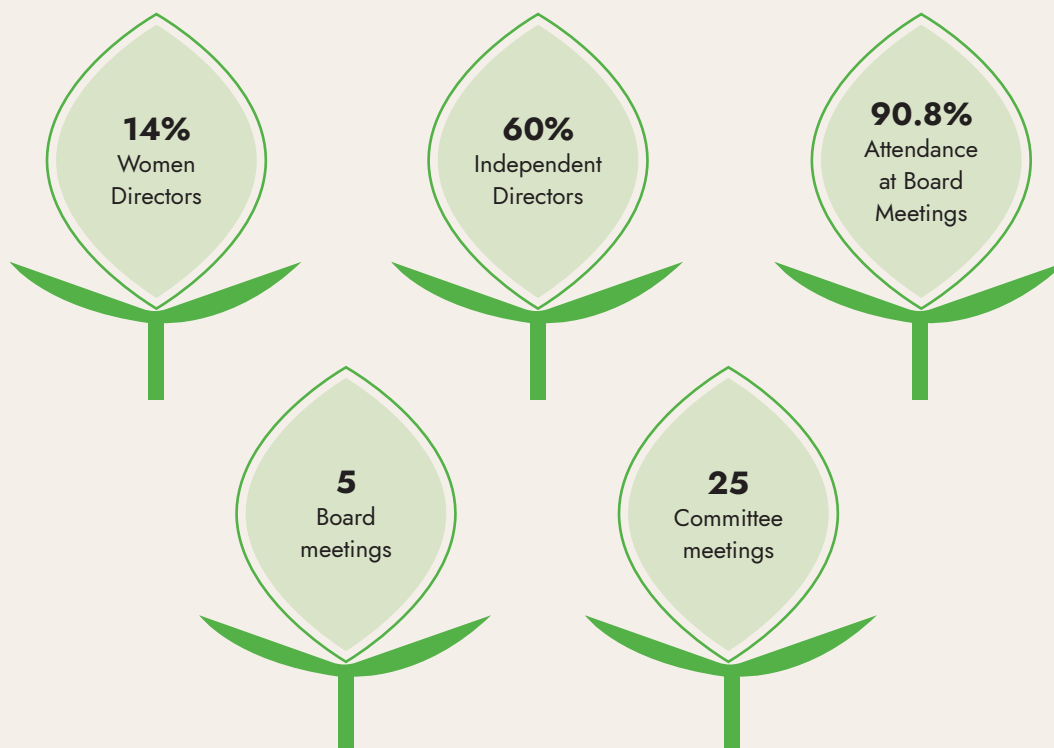 14%
Women
Directors
60%
Independent
Directors
90.8%
Attendance
at Board
Meetings
5
Board
meetings
25
Committee
meetings